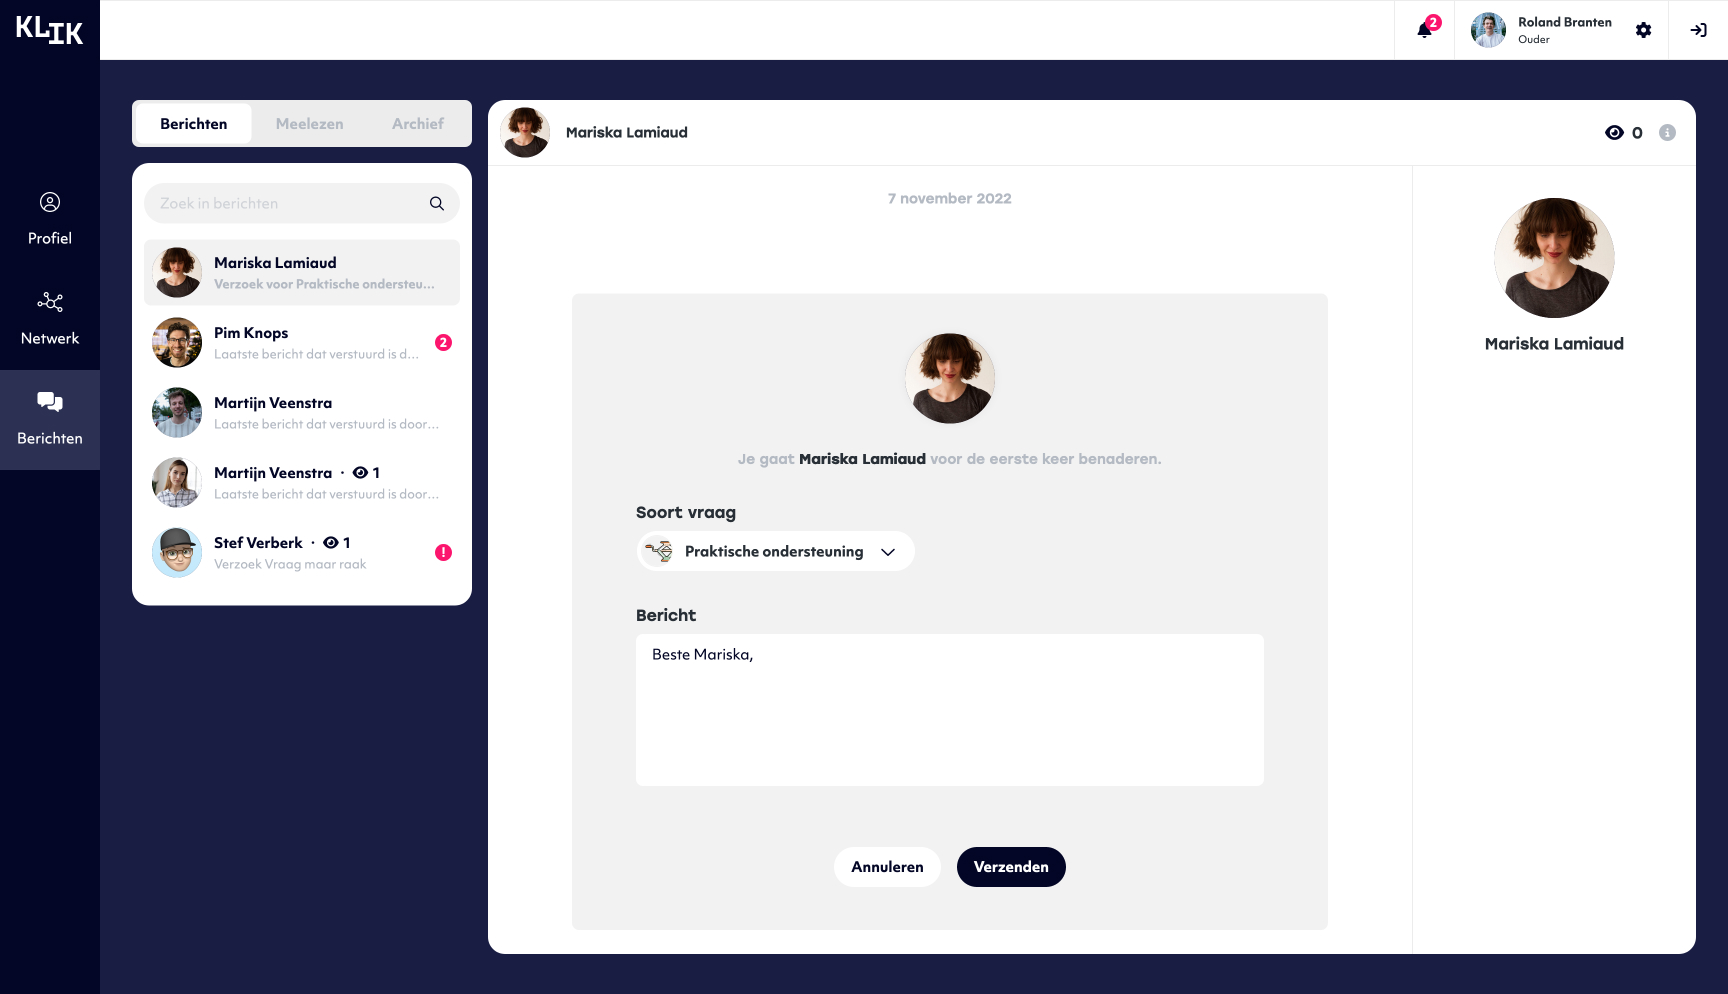 KLIK
2
Roland Branten
Ouder
Profiel
Netwerk
Berichten
Berichten
Meelezen
Archief
Zoek in berichten
Mariska Lamiaud
Verzoek voor Praktische ondersteu...
Pim Knops
Laatste bericht dat verstuurd is d...
2
Martijn Veenstra
Laatste bericht dat verstuurd is door...
Martijn Veenstra · 1
Laatste bericht dat verstuurd is door...
Stef Verberk · 1
Verzoek Vraag maar raak
!
Mariska Lamiaud
0
i
7 november 2022
Je gaat Mariska Lamiaud voor de eerste keer benaderen.
Soort vraag
Praktische ondersteuning
Bericht
Beste Mariska,
Annuleren
Verzenden
Mariska Lamiaud